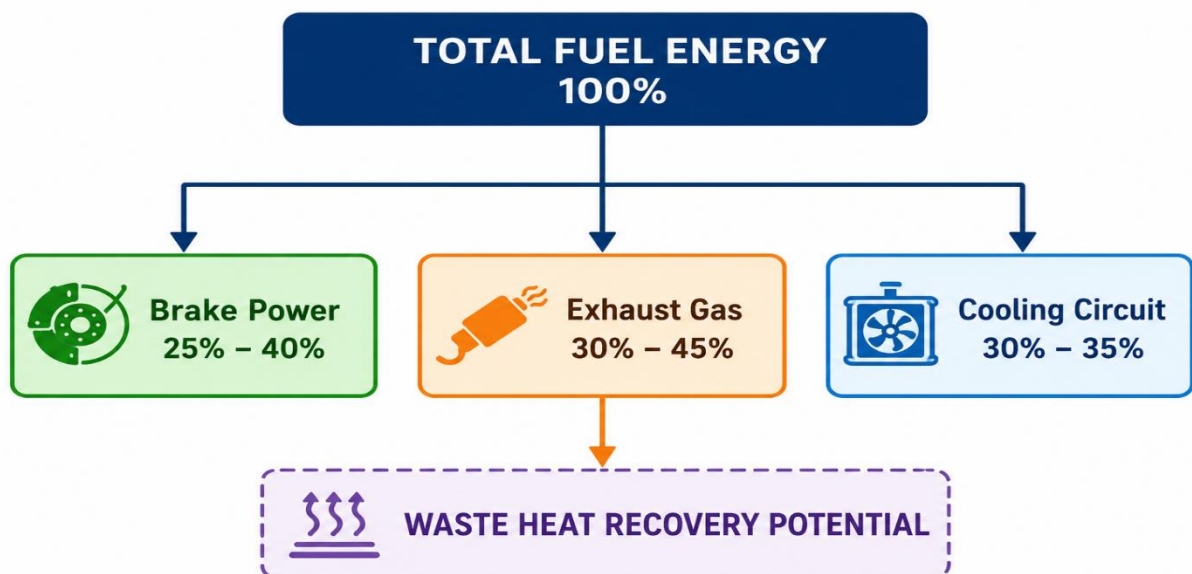 TOTAL FUEL ENERGY
100%
Brake Power
25% – 40%
Exhaust Gas
30% – 45%
Cooling Circuit
30% – 35%
WASTE HEAT RECOVERY POTENTIAL